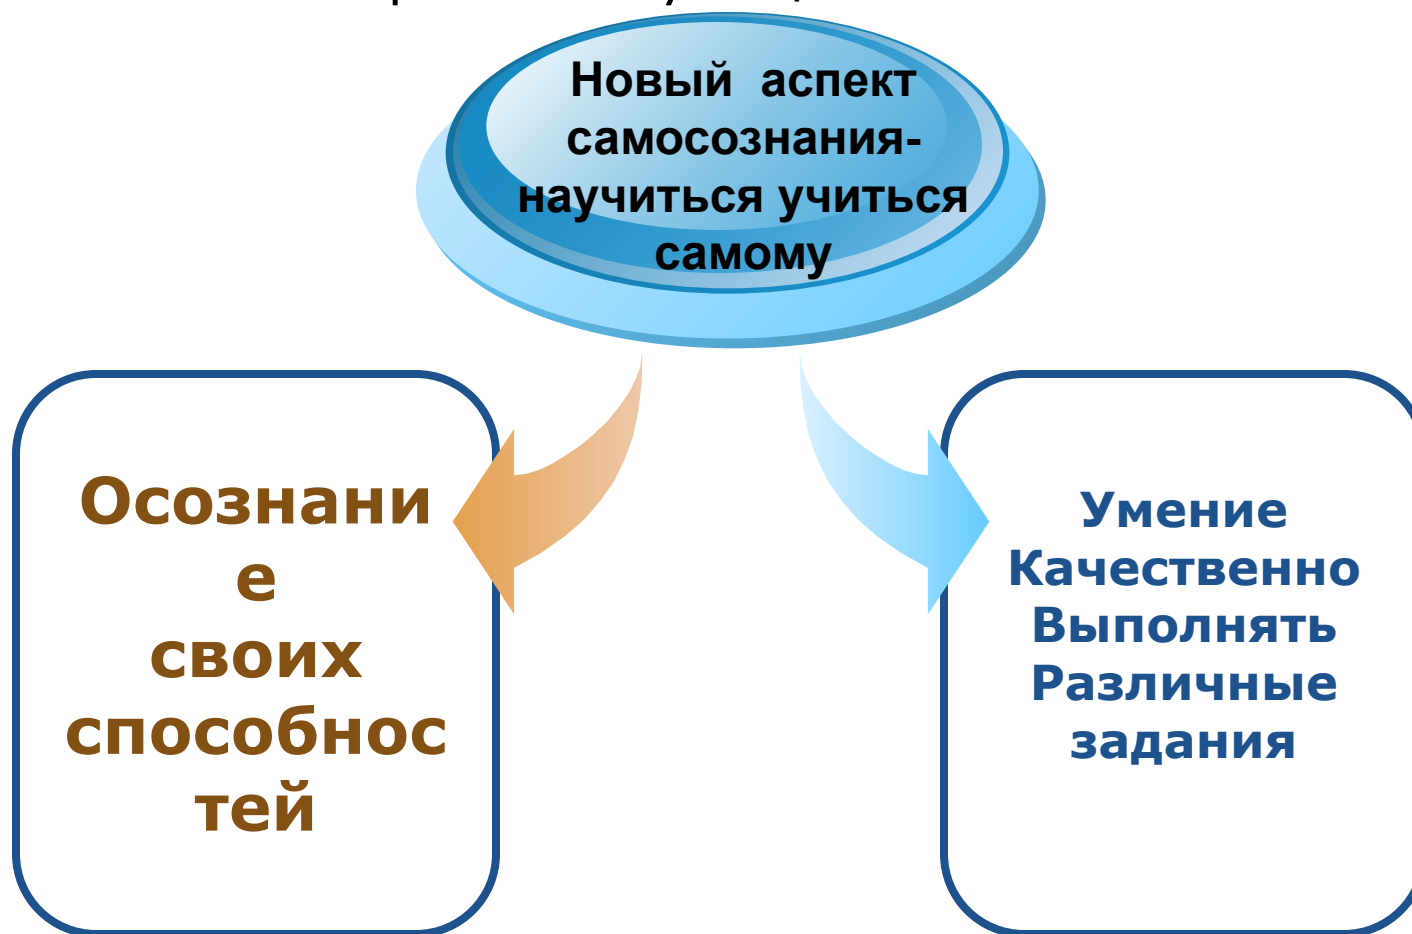 Новый аспект
самосознания-
научиться учиться
самому
Осознани
е
своих
способнос
тей
Умение
Качественно
Выполнять
Различные
задания